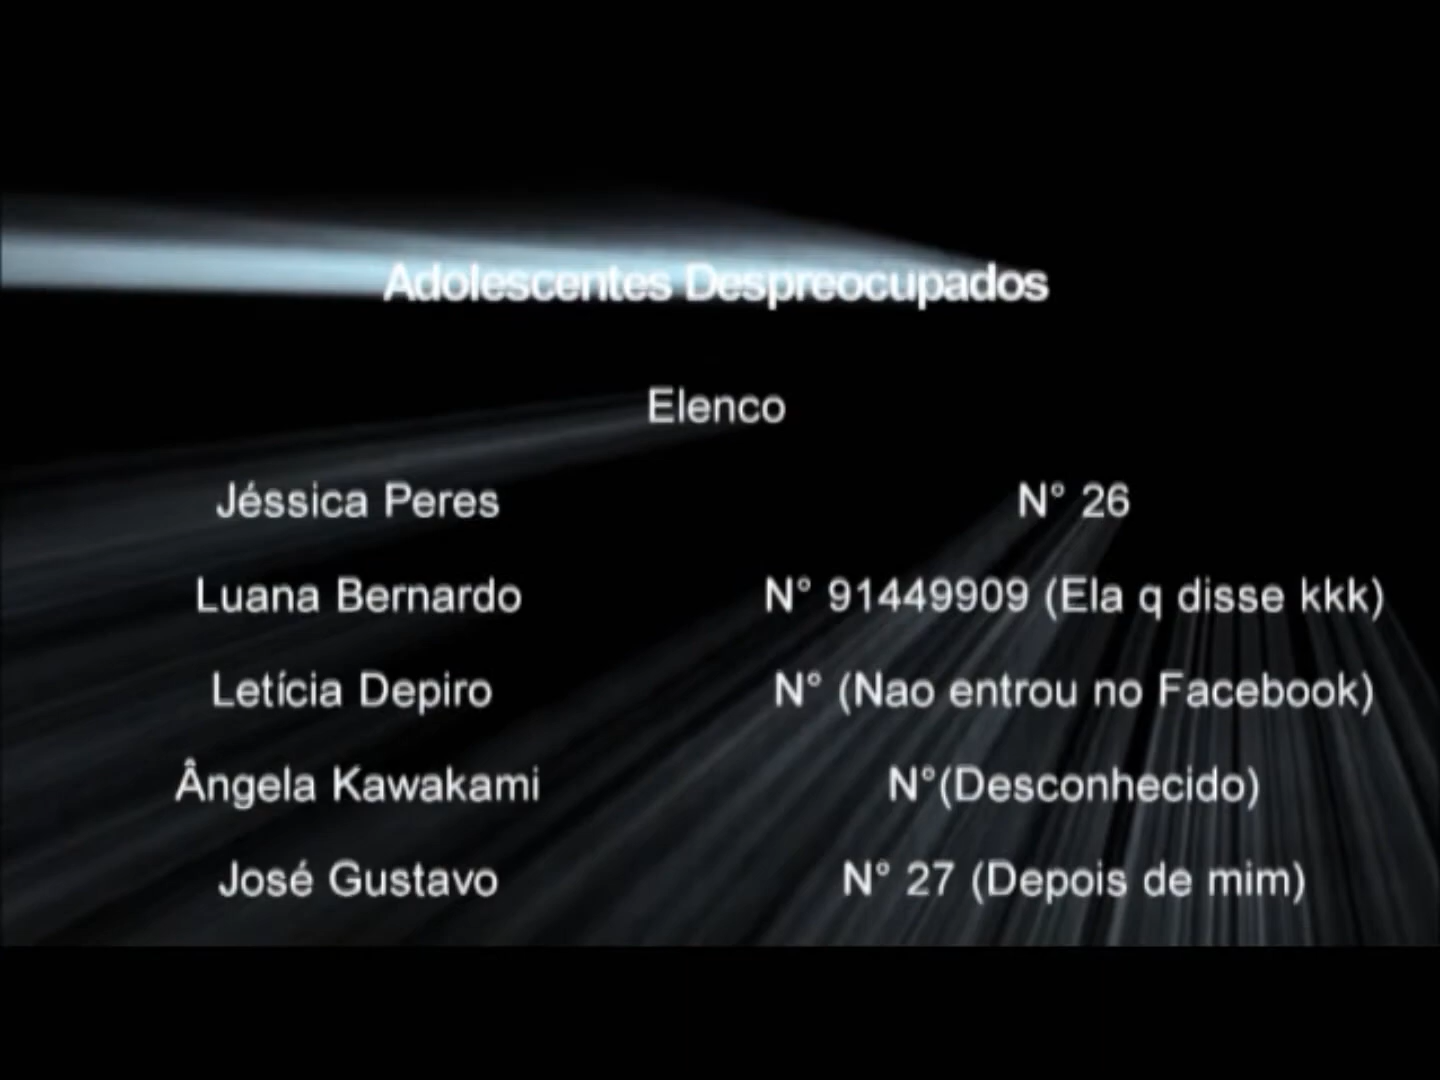 Adolescentes Despreocupados
Elenco
Jéssica Peres N° 26
Luana Bernardo N° 91449909 (Ela q disse kkk)
Letícia Depiro N° (Nao entrou no Facebook)
Ângela Kawakami N°(Desconhecido)
José Gustavo N° 27 (Depois de mim)